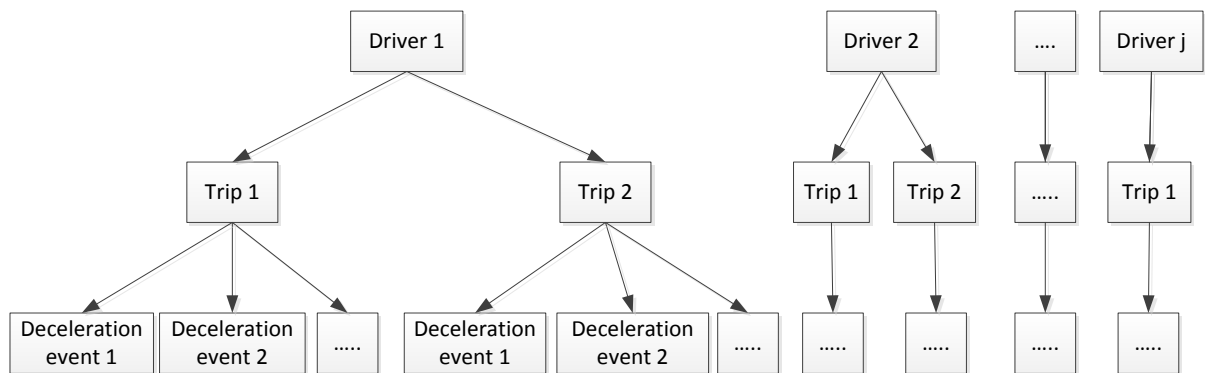 Driver 1
Driver 2
....
Driver j
Trip 1
Trip 2
Trip 1
Trip 2
.....
Trip 1
Deceleration
event 1
Deceleration
event 2
.....
Deceleration
event 1
Deceleration
event 2
.....
.....
.....
.....
.....